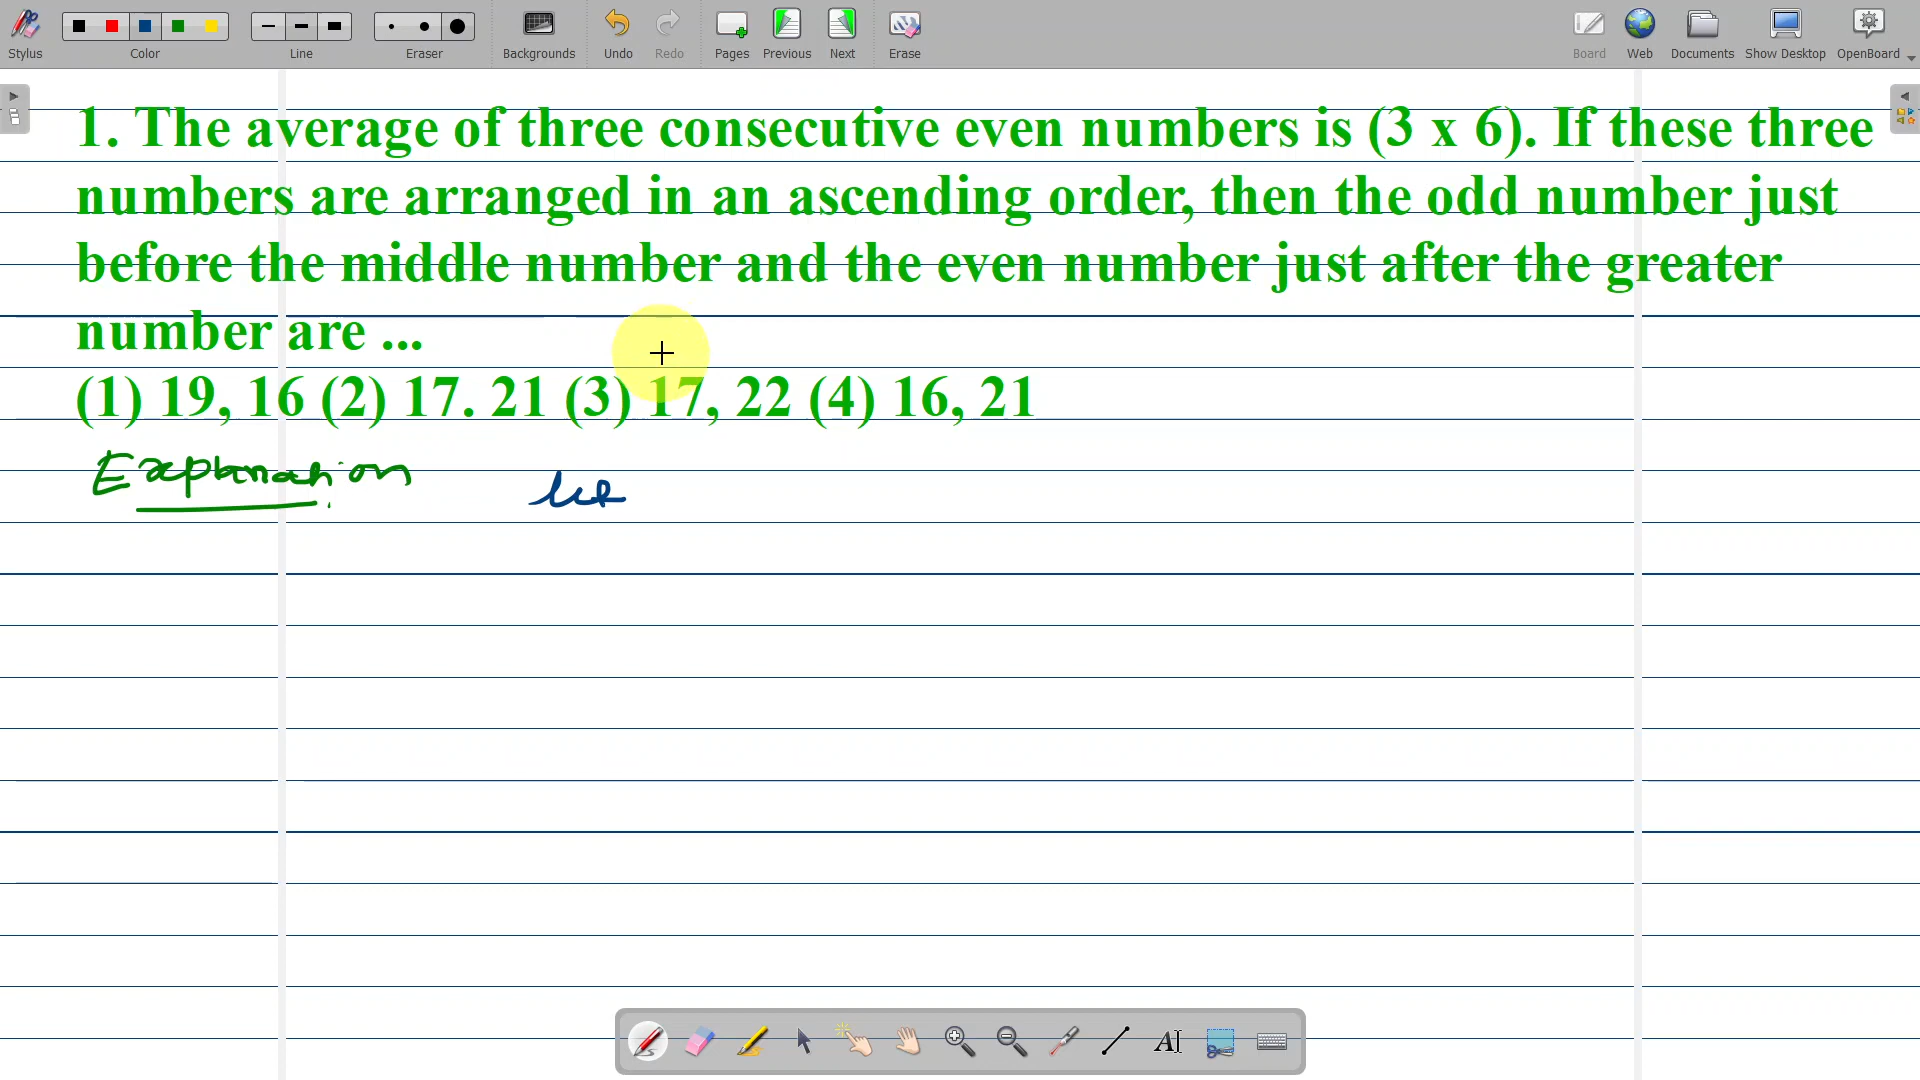 Stylus Color Line Eraser Backgrounds Undo Redo Pages Previous Next Erase Board Web Documents Show Desktop OpenBoard
1. The average of three consecutive even numbers is (3 x 6). If these three
numbers are arranged in an ascending order, then the odd number just
before the middle number and the even number just after the greater
number are ...
(1) 19, 16 (2) 17. 21 (3) 17, 22 (4) 16, 21
Explanation